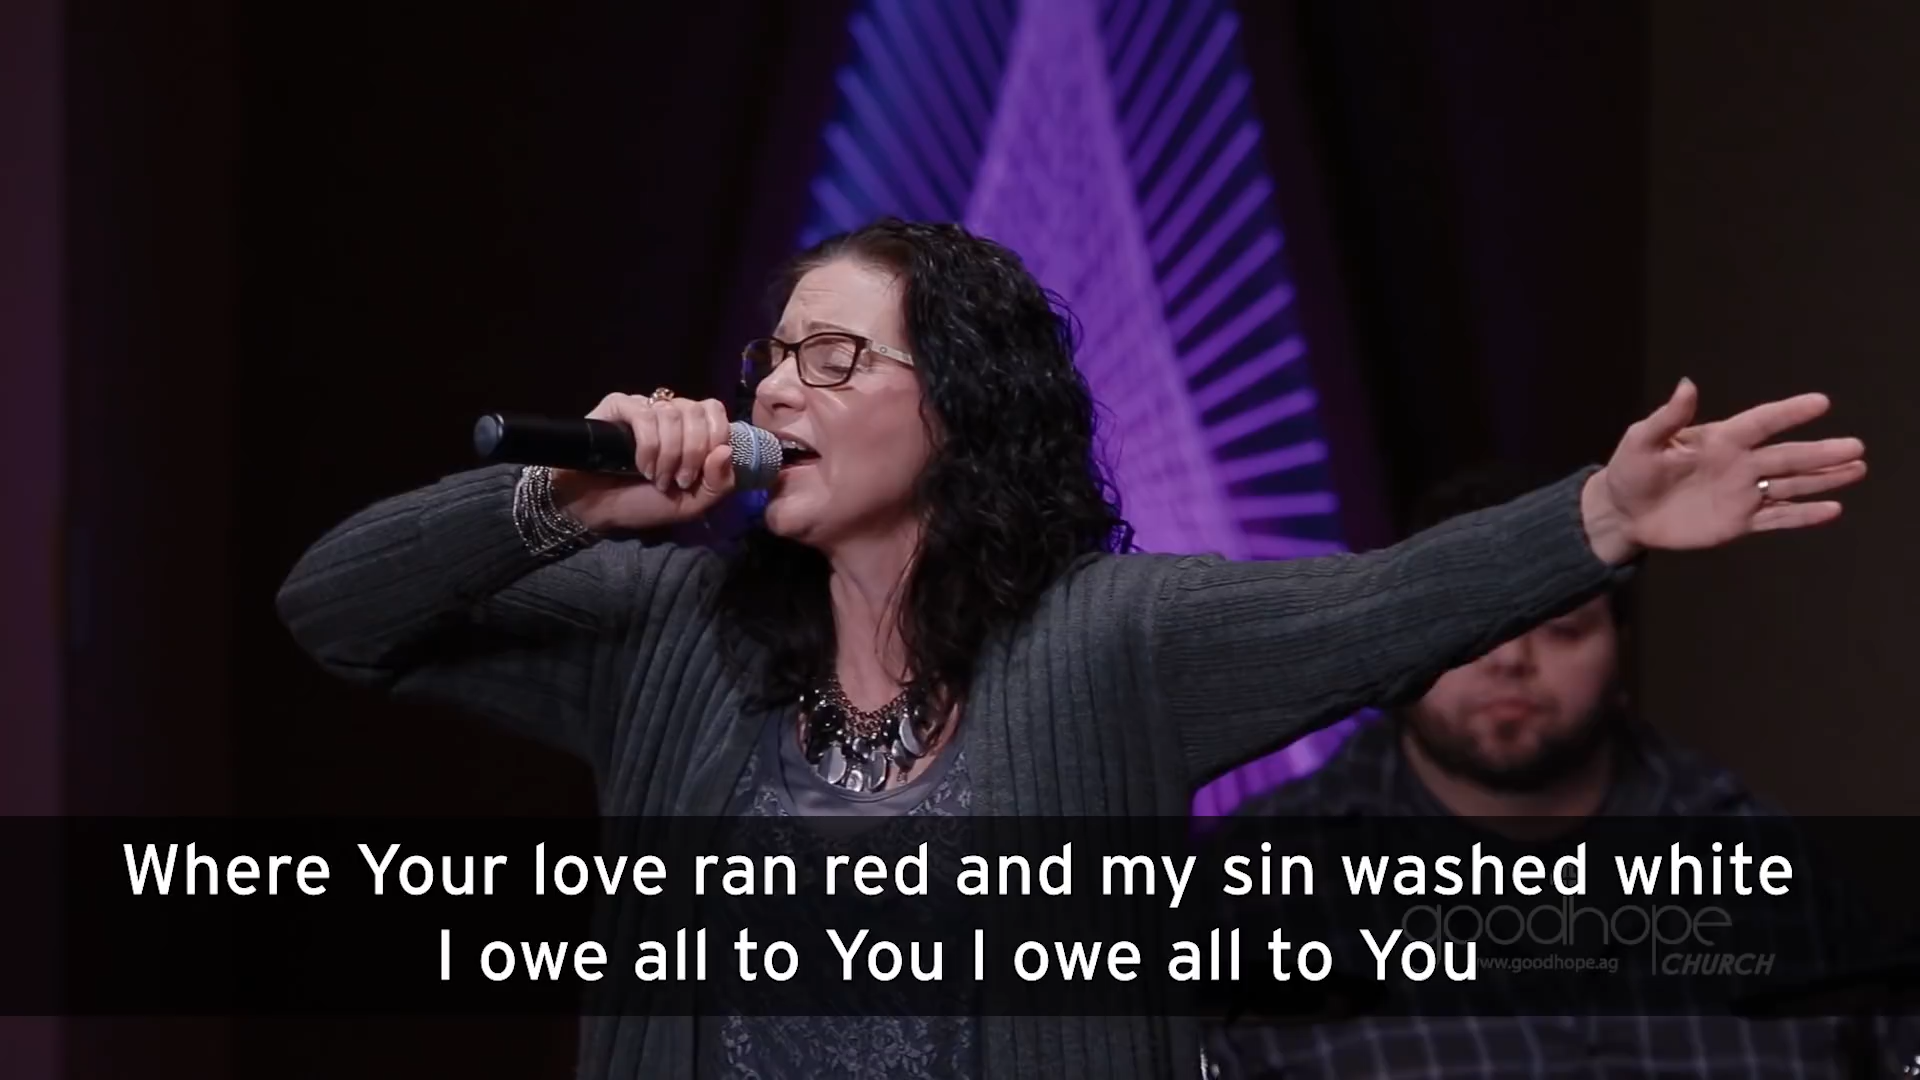 Where Your love ran red and my sin washed white
I owe all to You I owe all to You
goodhope
www.goodhope.ag
CHURCH